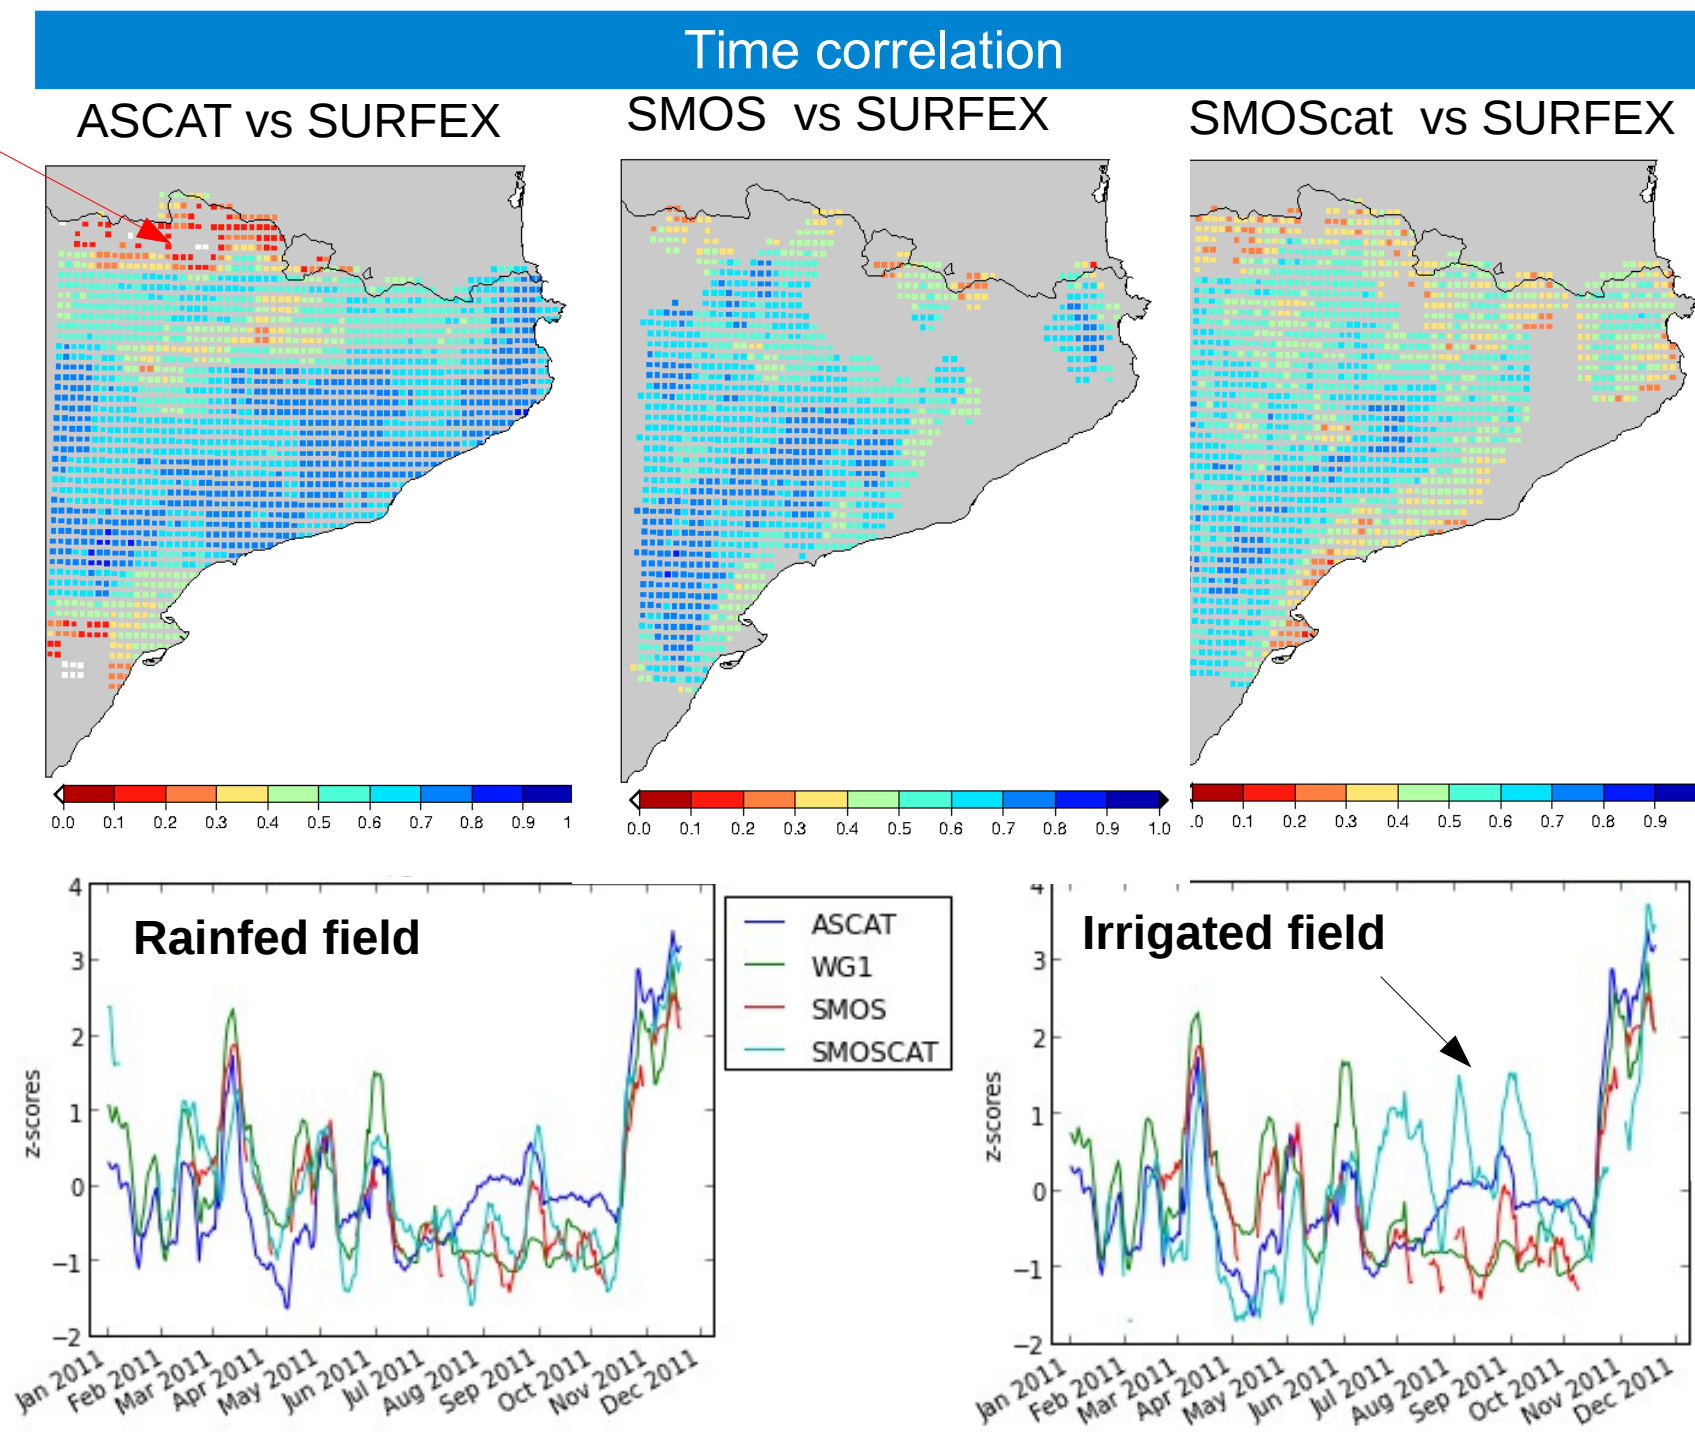 Time correlation
ASCAT vs SURFEX
SMOS vs SURFEX
SMOScat vs SURFEX
0.0 0.1 0.2 0.3 0.4 0.5 0.6 0.7 0.8 0.9 1
0.0 0.1 0.2 0.3 0.4 0.5 0.6 0.7 0.8 0.9 1.0
.0 0.1 0.2 0.3 0.4 0.5 0.6 0.7 0.8 0.9
Rainfed field
4
3
2
1
0
−1
−2
z-scores
Jan 2011 Feb 2011 Mar 2011 Apr 2011 May 2011 Jun 2011 Jul 2011 Aug 2011 Sep 2011 Oct 2011 Nov 2011 Dec 2011
ASCAT
WG1
SMOS
SMOSCAT
Irrigated field
4
3
2
1
0
−1
−2
z-scores
Jan 2011 Feb 2011 Mar 2011 Apr 2011 May 2011 Jun 2011 Jul 2011 Aug 2011 Sep 2011 Oct 2011 Nov 2011 Dec 2011